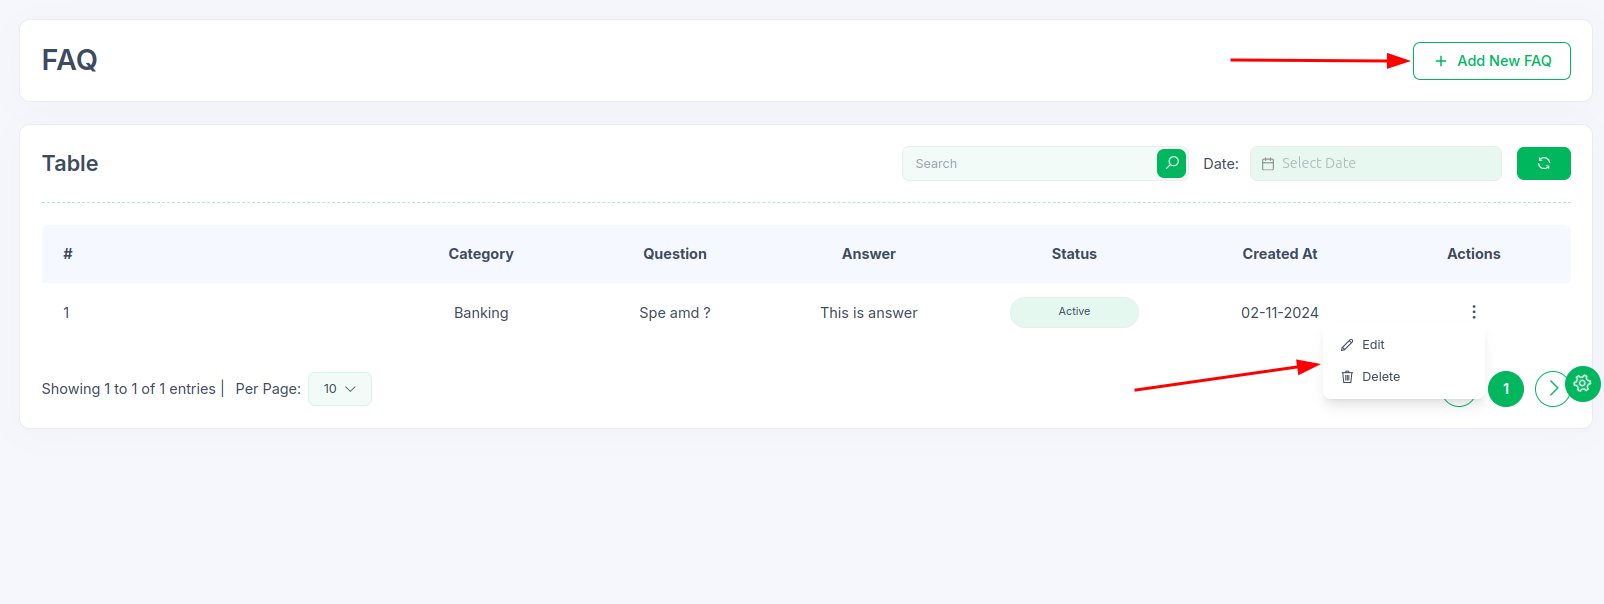 FAQ
+ Add New FAQ
Table
Search
Date:
Select Date
# Category Question Answer Status Created At Actions
1 Banking Spe amd ? This is answer Active 02-11-2024
Edit
Delete
Showing 1 to 1 of 1 entries | Per Page: 10
1